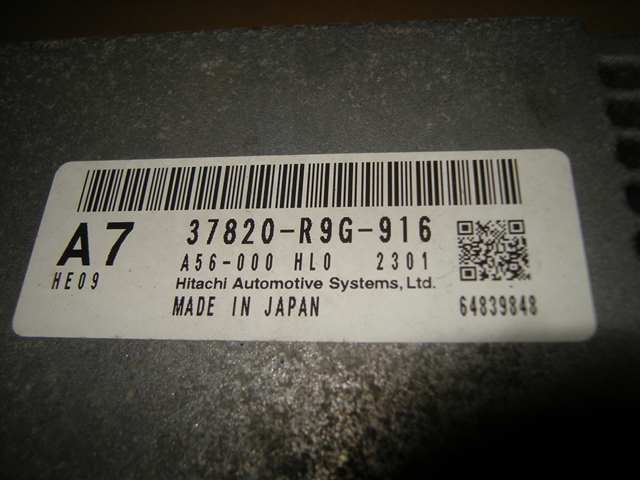 A7 37820-R9G-916
HE09 A56-000 HL0 2301
Hitachi Automotive Systems, Ltd.
MADE IN JAPAN 64839848